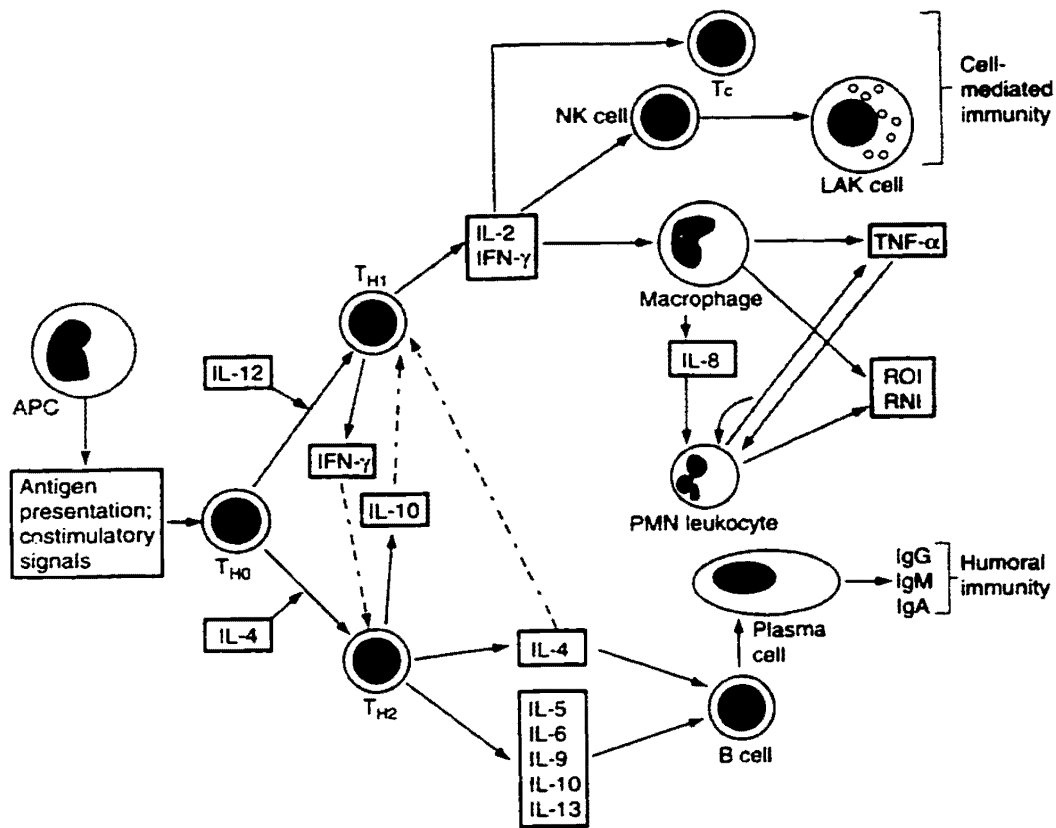 Tc
Cell-
mediated
immunity
NK cell
LAK cell
IL-2
IFN-γ
TNF-α
TH1
Macrophage
IL-8
ROI
RNI
APC
IL-12
IFN-γ
IL-10
PMN leukocyte
Antigen
presentation;
costimulatory
signals
TH0
IL-4
TH2
IL-4
IL-5
IL-6
IL-9
IL-10
IL-13
Plasma
cell
B cell
IgG
IgM
IgA
Humoral
immunity